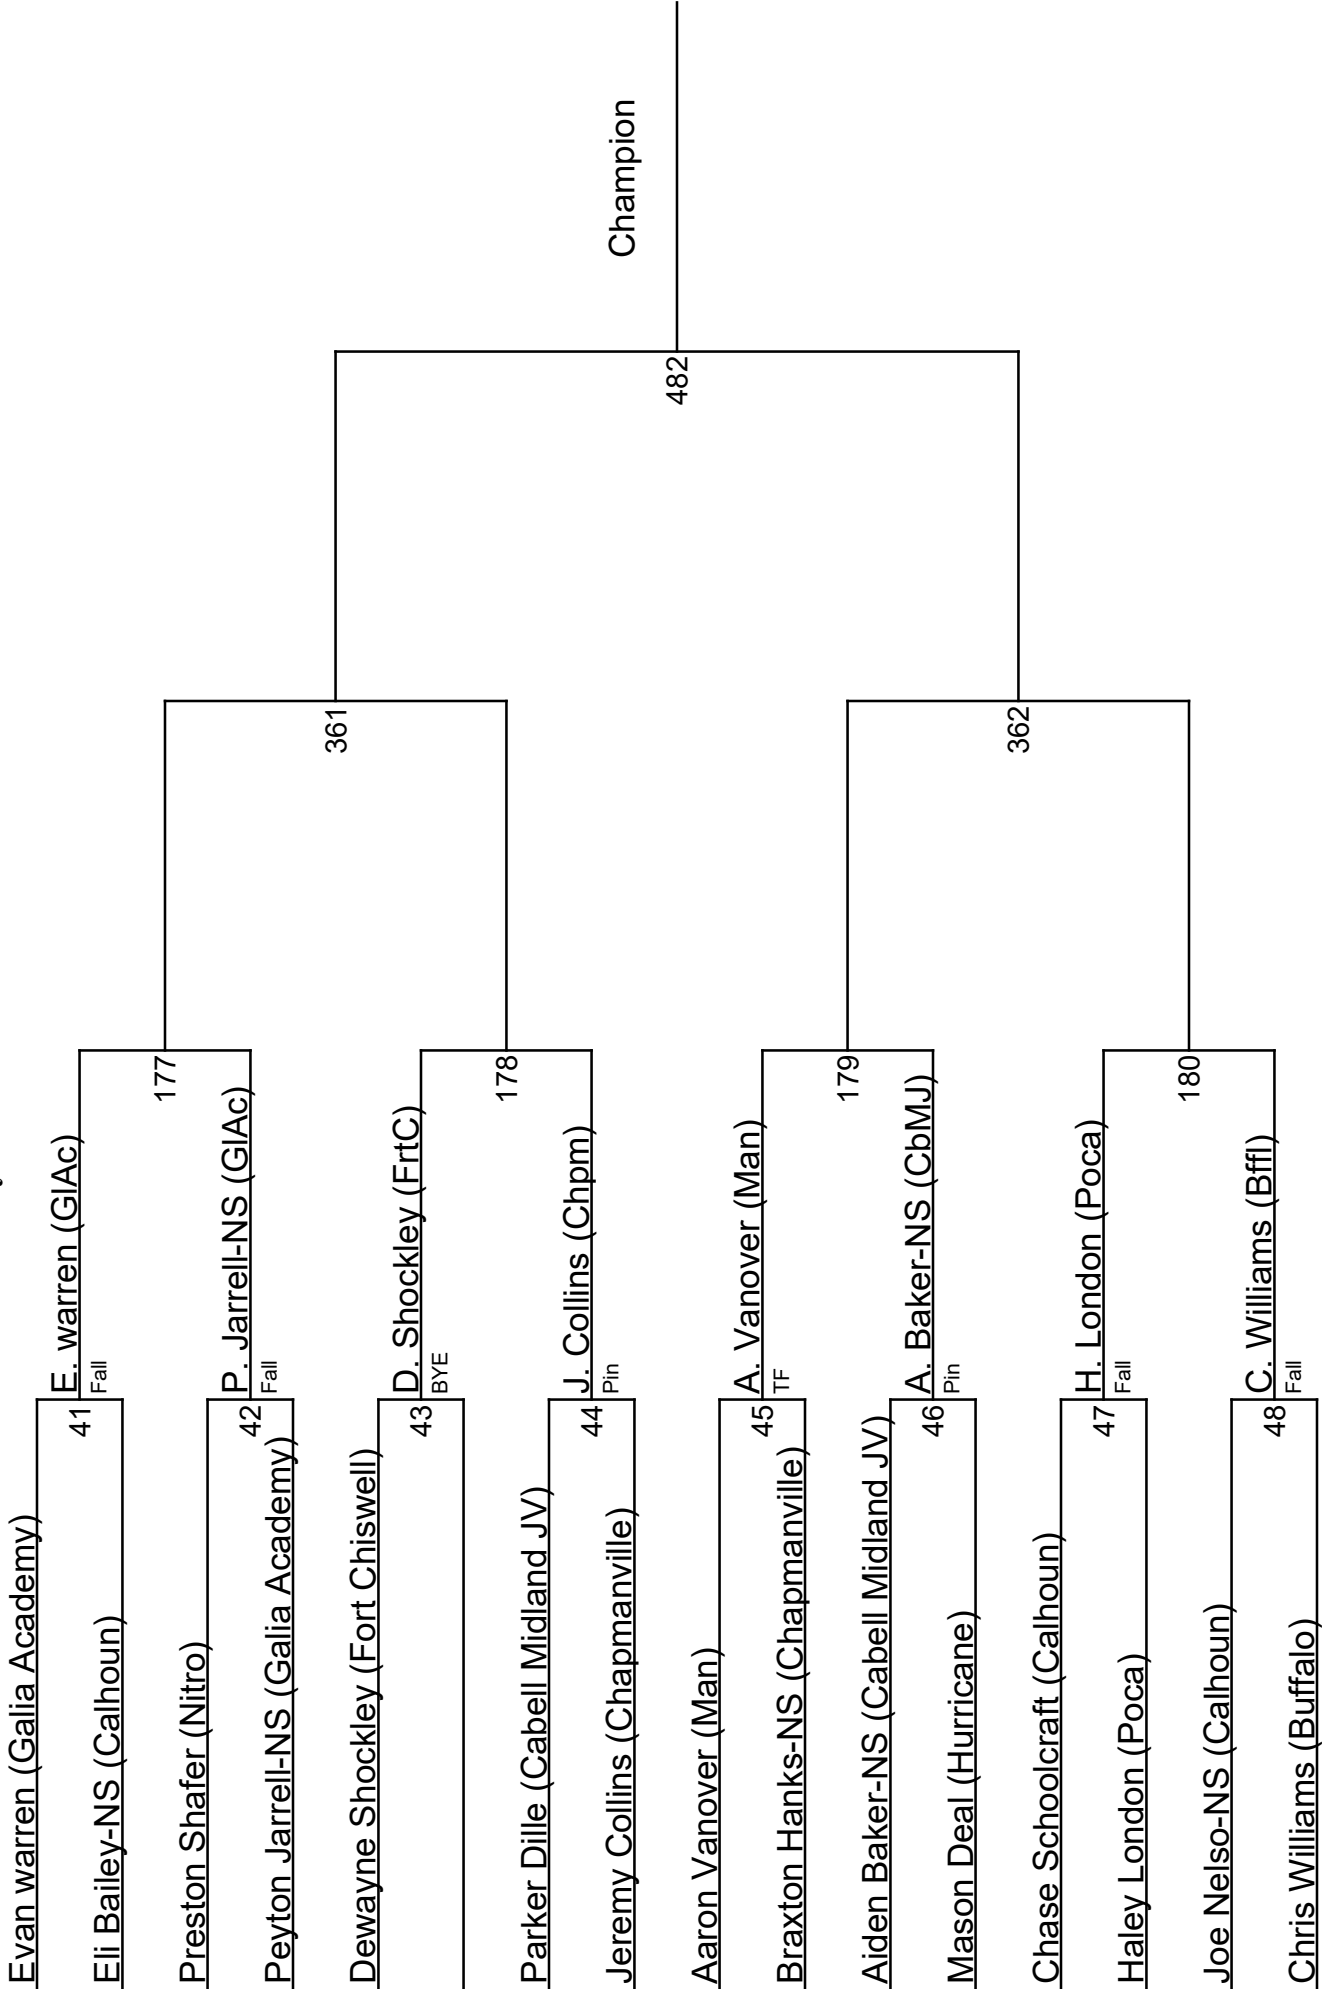 Evan warren (Galia Academy)
41
Eli Bailey-NS (Calhoun)
Preston Shafer (Nitro)
42
Peyton Jarrell-NS (Galia Academy)
Dewayne Shockley (Fort Chiswell)
43
Parker Dille (Cabell Midland JV)
44
Jeremy Collins (Chapmanville)
Aaron Vanover (Man)
45
Braxton Hanks-NS (Chapmanville)
Aiden Baker-NS (Cabell Midland JV)
46
Mason Deal (Hurricane)
Chase Schoolcraft (Calhoun)
47
Haley London (Poca)
Joe Nelso-NS (Calhoun)
48
Chris Williams (Buffalo)
E. warren (GlAc)
Fall
177
P. Jarrell-NS (GlAc)
Fall
D. Shockley (FrtC)
BYE
178
J. Collins (Chpm)
Pin
A. Vanover (Man)
TF
179
A. Baker-NS (CbMJ)
Pin
H. London (Poca)
Fall
180
C. Williams (Bffl)
Fall
361
362
482
Champion